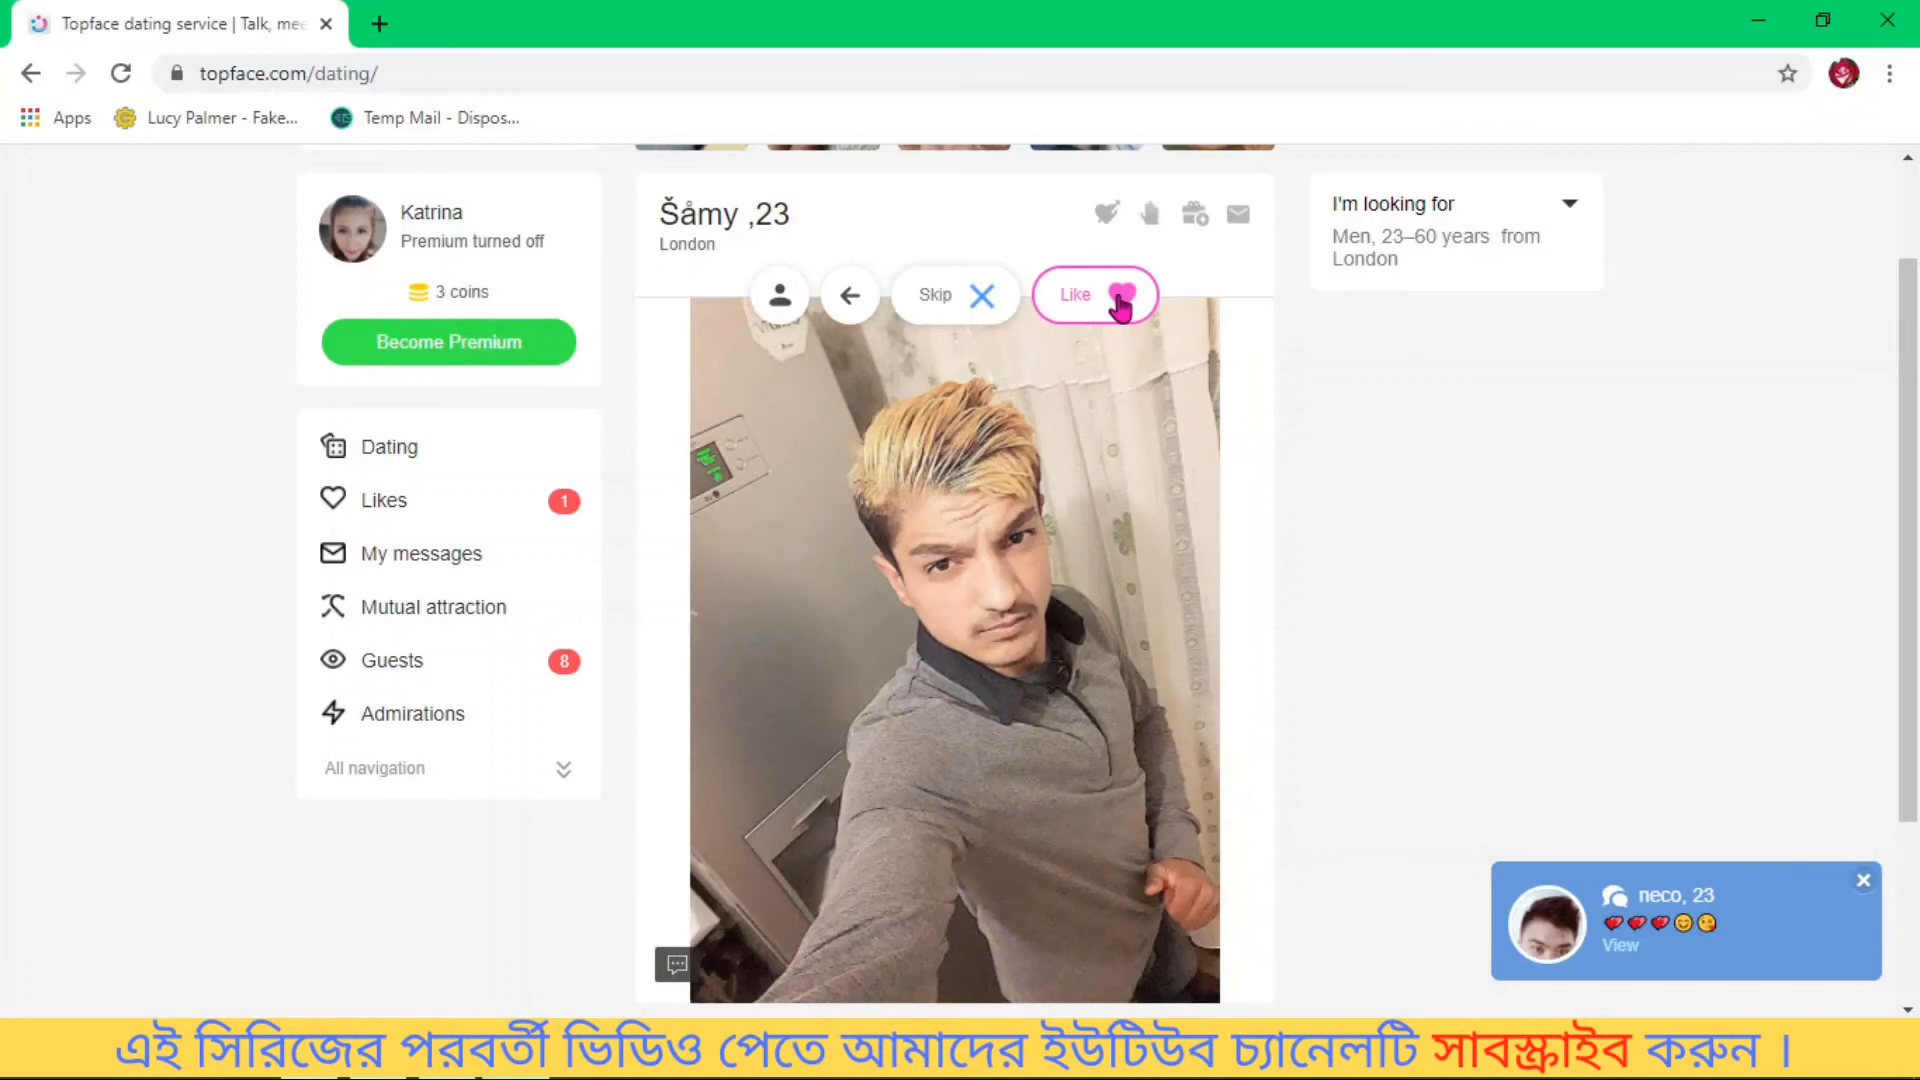 Topface dating service | Talk, mee
topface.com/dating/
Apps
Lucy Palmer - Fake...
Temp Mail - Dispos...
Katrina
Premium turned off
3 coins
Become Premium
Dating
Likes 1
My messages
Mutual attraction
Guests 8
Admirations
All navigation
Šåmy ,23
London
Skip
Like
I'm looking for
Men, 23–60 years from
London
neco, 23
View
এই সিরিজের পরবর্তী ভিডিও পেতে আমাদের ইউটিউব চ্যানেলটি সাবস্ক্রাইব করুন ।